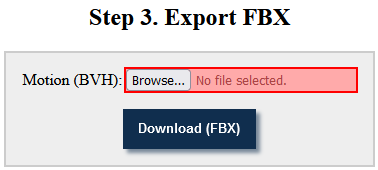 Step 3. Export FBX
Motion (BVH): Browse... No file selected.
Download (FBX)